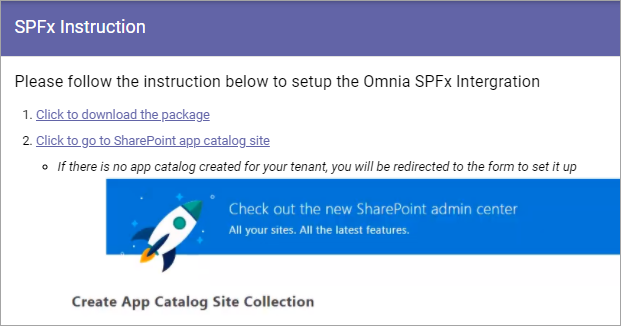 SPFx Instruction
Please follow the instruction below to setup the Omnia SPFx Intergration
1. Click to download the package
2. Click to go to SharePoint app catalog site
If there is no app catalog created for your tenant, you will be redirected to the form to set it up
Check out the new SharePoint admin center
All your sites. All the latest features.
Create App Catalog Site Collection